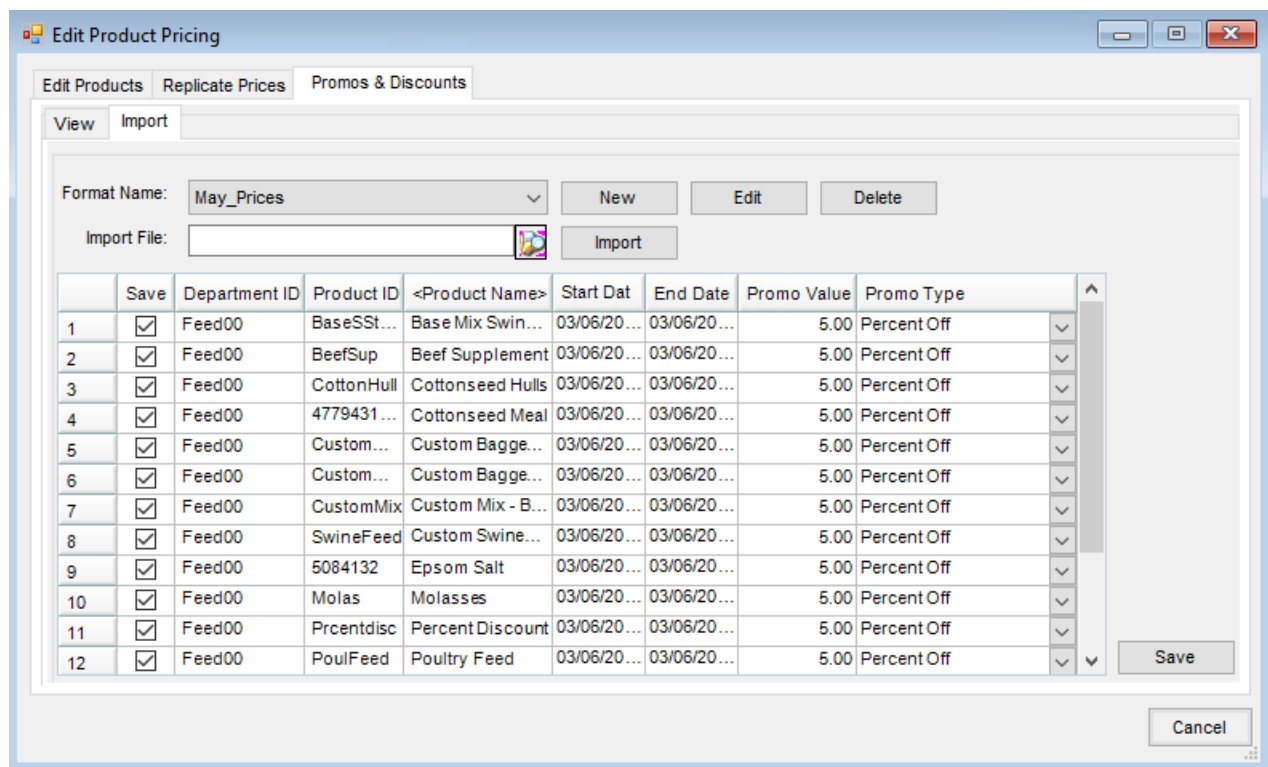 Edit Product Pricing
Edit Products Replicate Prices Promos & Discounts
View Import
Format Name: May_Prices New Edit Delete
Import File: Import
Save Department ID Product ID <Product Name> Start Dat End Date Promo Value Promo Type
1 Feed00 BaseSSt... Base Mix Swin... 03/06/20... 03/06/20... 5.00 Percent Off
2 Feed00 BeefSup Beef Supplement 03/06/20... 03/06/20... 5.00 Percent Off
3 Feed00 CottonHull Cottonseed Hulls 03/06/20... 03/06/20... 5.00 Percent Off
4 Feed00 4779431... Cottonseed Meal 03/06/20... 03/06/20... 5.00 Percent Off
5 Feed00 Custom... Custom Bagge... 03/06/20... 03/06/20... 5.00 Percent Off
6 Feed00 Custom... Custom Bagge... 03/06/20... 03/06/20... 5.00 Percent Off
7 Feed00 CustomMix Custom Mix - B... 03/06/20... 03/06/20... 5.00 Percent Off
8 Feed00 SwineFeed Custom Swine... 03/06/20... 03/06/20... 5.00 Percent Off
9 Feed00 5084132 Epsom Salt 03/06/20... 03/06/20... 5.00 Percent Off
10 Feed00 Molas Molasses 03/06/20... 03/06/20... 5.00 Percent Off
11 Feed00 Prcentdisc Percent Discount 03/06/20... 03/06/20... 5.00 Percent Off
12 Feed00 PoulFeed Poultry Feed 03/06/20... 03/06/20... 5.00 Percent Off
Save
Cancel